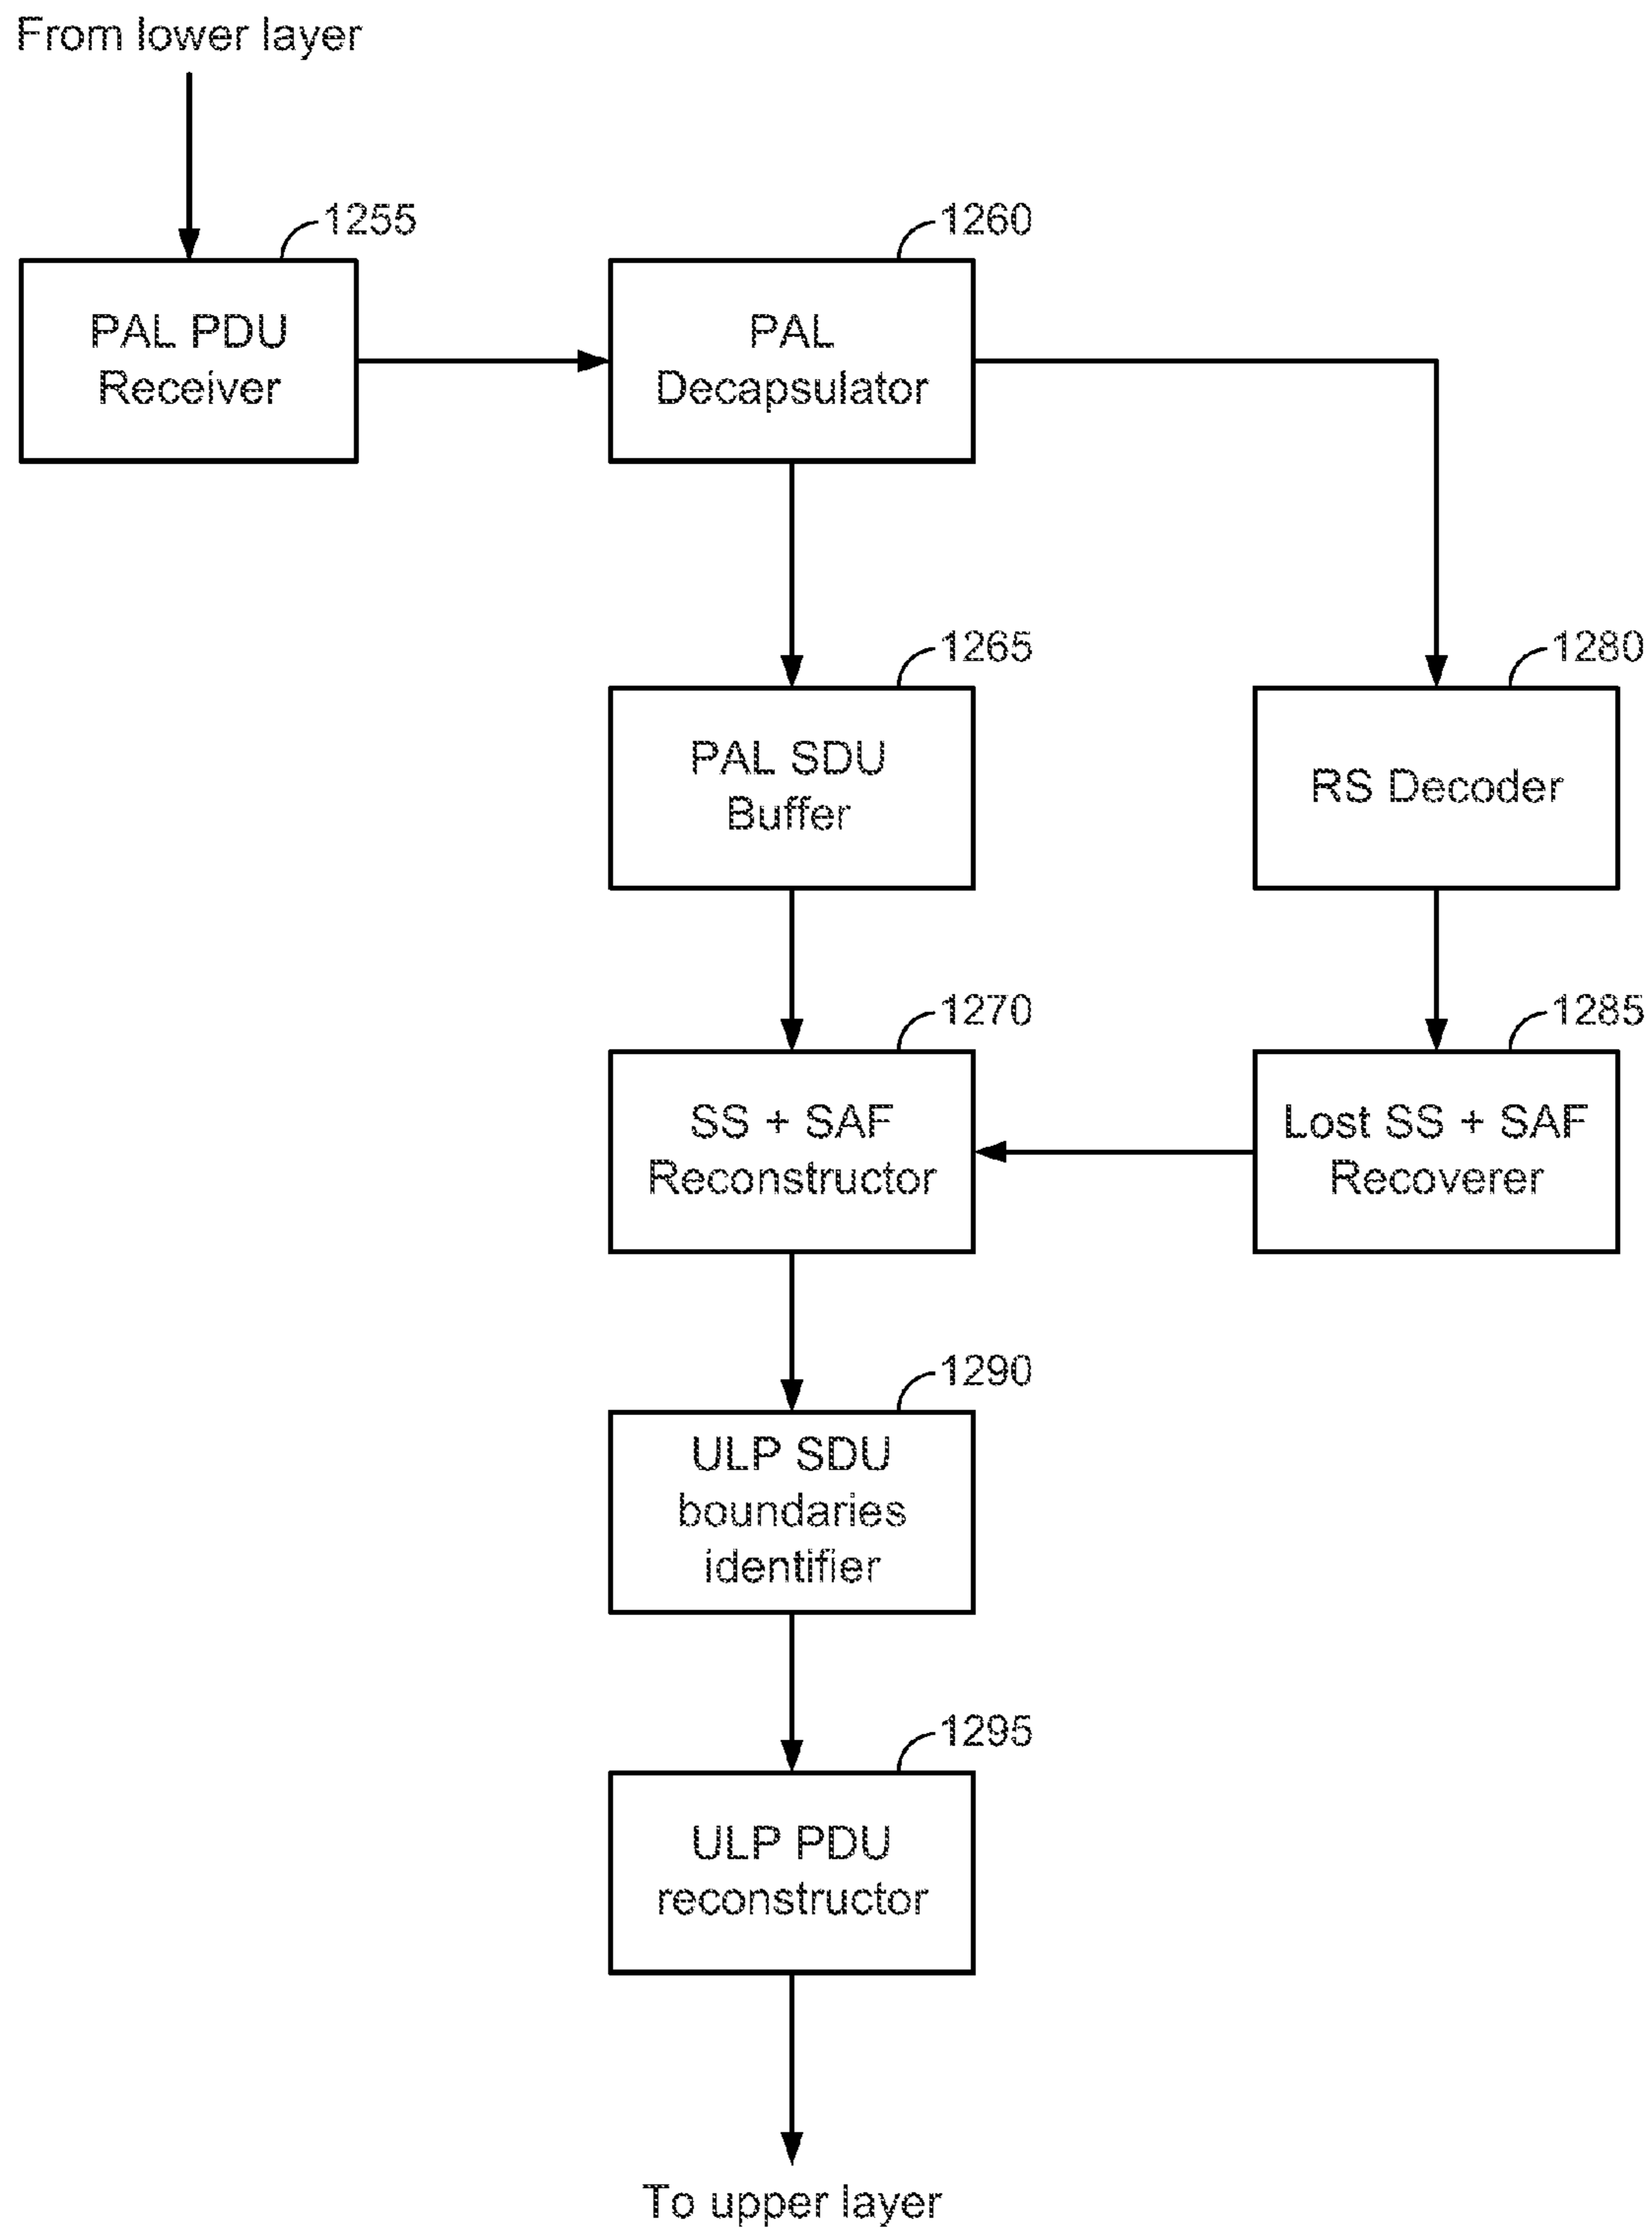 From lower layer
1255
PAL PDU
Receiver
1260
PAL
Decapsulator
1265
PAL SDU
Buffer
1280
RS Decoder
1270
SS + SAF
Reconstructor
1285
Lost SS + SAF
Recoverer
1290
ULP SDU
boundaries
identifier
1295
ULP PDU
reconstructor
To upper layer